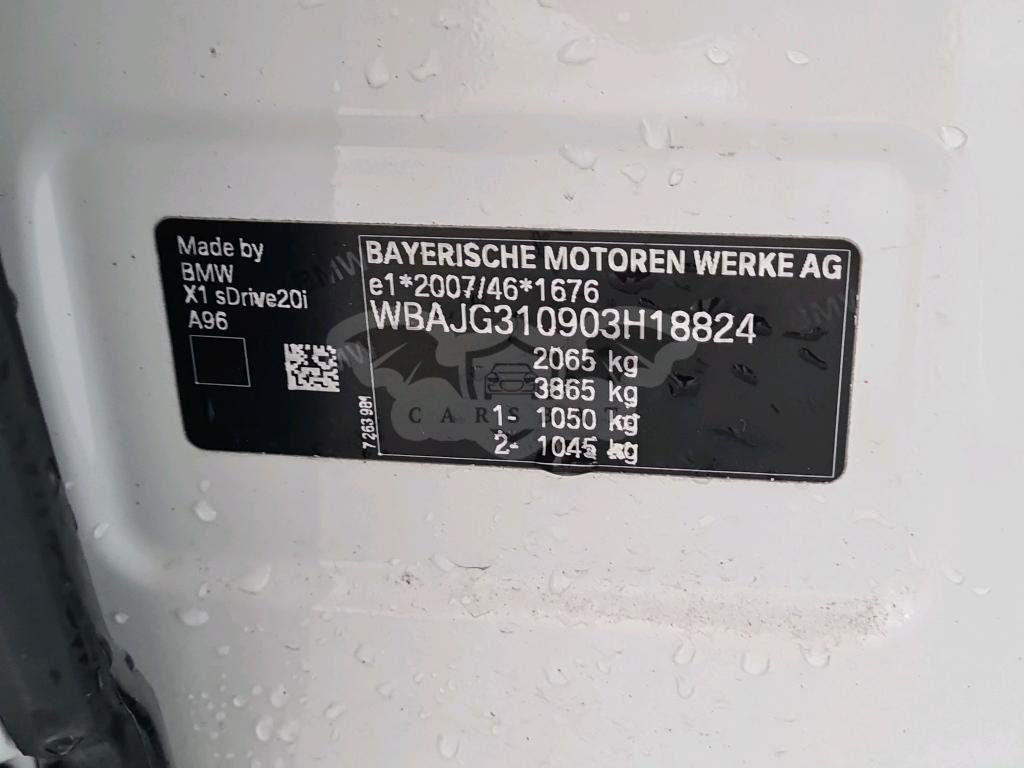 Made by
BMW
X1 sDrive20i
A96
BAYERISCHE MOTOREN WERKE AG
e1*2007/46*1676
WBAJG310903H18824
2065 kg
3865 kg
1- 1050 kg
2- 1045 kg
7 263 981